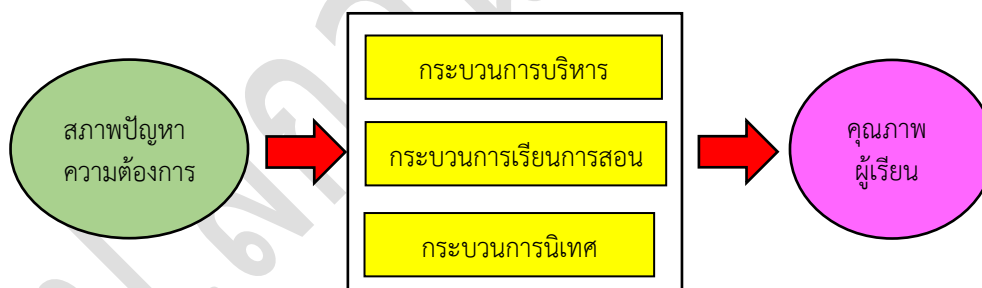 สภาพปัญหา
ความต้องการ
กระบวนการบริหาร
กระบวนการเรียนการสอน
กระบวนการนิเทศ
คุณภาพ
ผู้เรียน